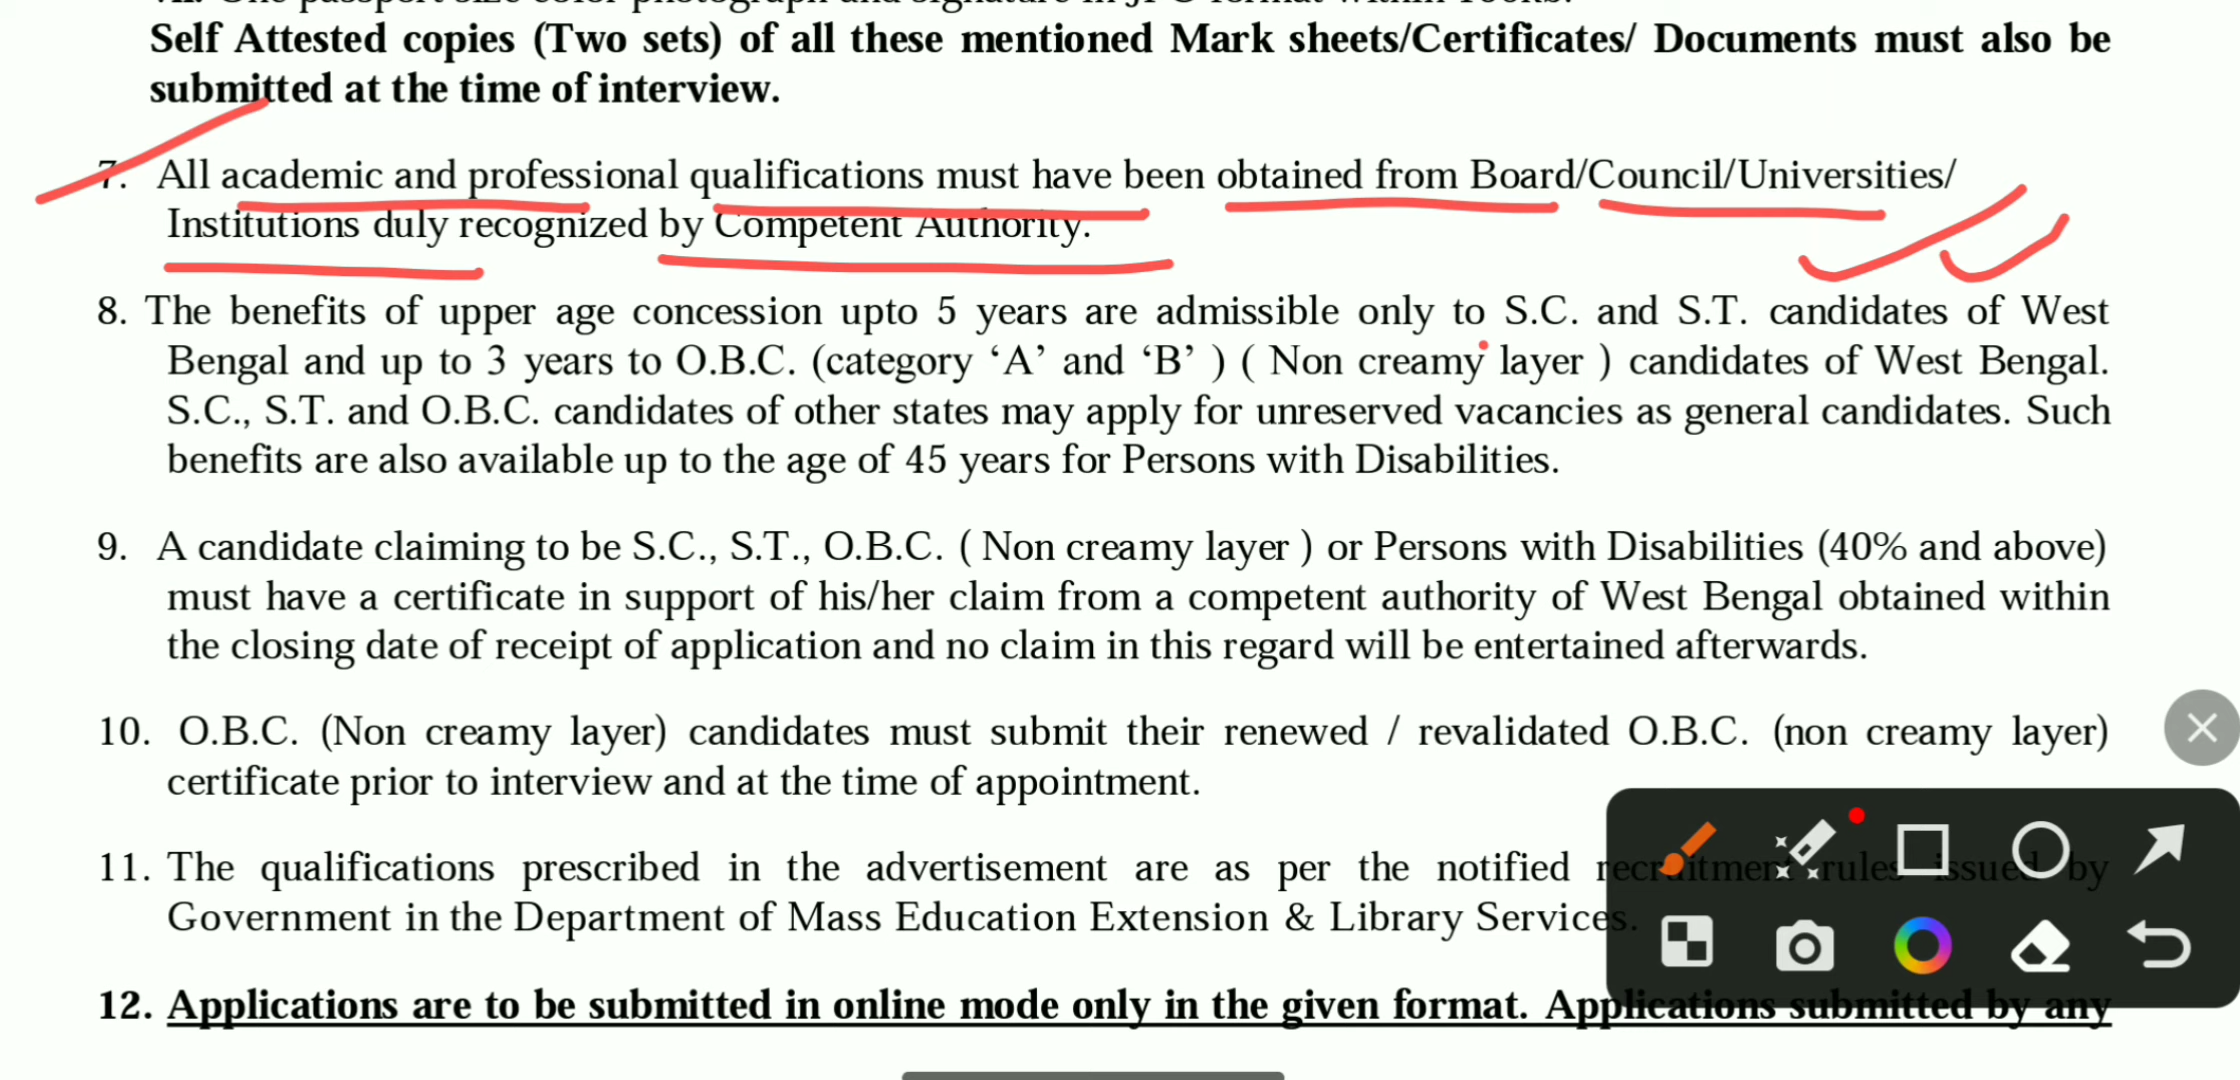 Self Attested copies (Two sets) of all these mentioned Mark sheets/Certificates/ Documents must also be
submitted at the time of interview.
7. All academic and professional qualifications must have been obtained from Board/Council/Universities/
Institutions duly recognized by Competent Authority.
8. The benefits of upper age concession upto 5 years are admissible only to S.C. and S.T. candidates of West
Bengal and up to 3 years to O.B.C. (category ‘A’ and ‘B’ ) ( Non creamy layer ) candidates of West Bengal.
S.C., S.T. and O.B.C. candidates of other states may apply for unreserved vacancies as general candidates. Such
benefits are also available up to the age of 45 years for Persons with Disabilities.
9. A candidate claiming to be S.C., S.T., O.B.C. ( Non creamy layer ) or Persons with Disabilities (40% and above)
must have a certificate in support of his/her claim from a competent authority of West Bengal obtained within
the closing date of receipt of application and no claim in this regard will be entertained afterwards.
10. O.B.C. (Non creamy layer) candidates must submit their renewed / revalidated O.B.C. (non creamy layer)
certificate prior to interview and at the time of appointment.
11. The qualifications prescribed in the advertisement are as per the notified recruitment rules issued by
Government in the Department of Mass Education Extension & Library Services.
12. Applications are to be submitted in online mode only in the given format. Applications submitted by any